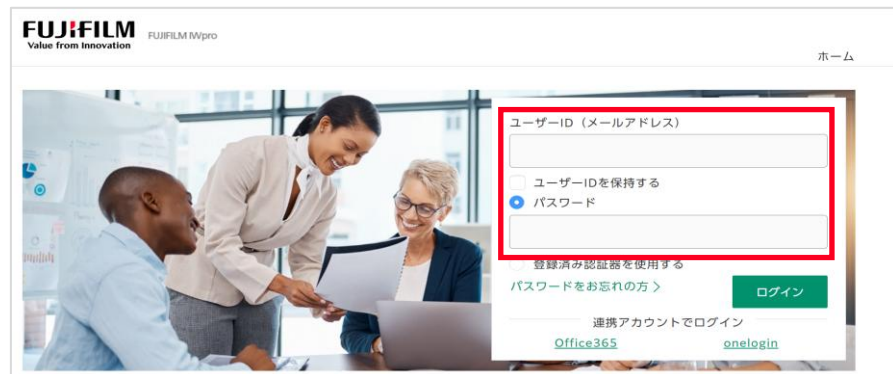 FUJIFILM
Value from Innovation
FUJIFILM IWpro
ホーム
ユーザーID（メールアドレス）
ユーザーIDを保持する
パスワード
登録済み認証器を使用する
パスワードをお忘れの方 〉
ログイン
連携アカウントでログイン
Office365 onelogin